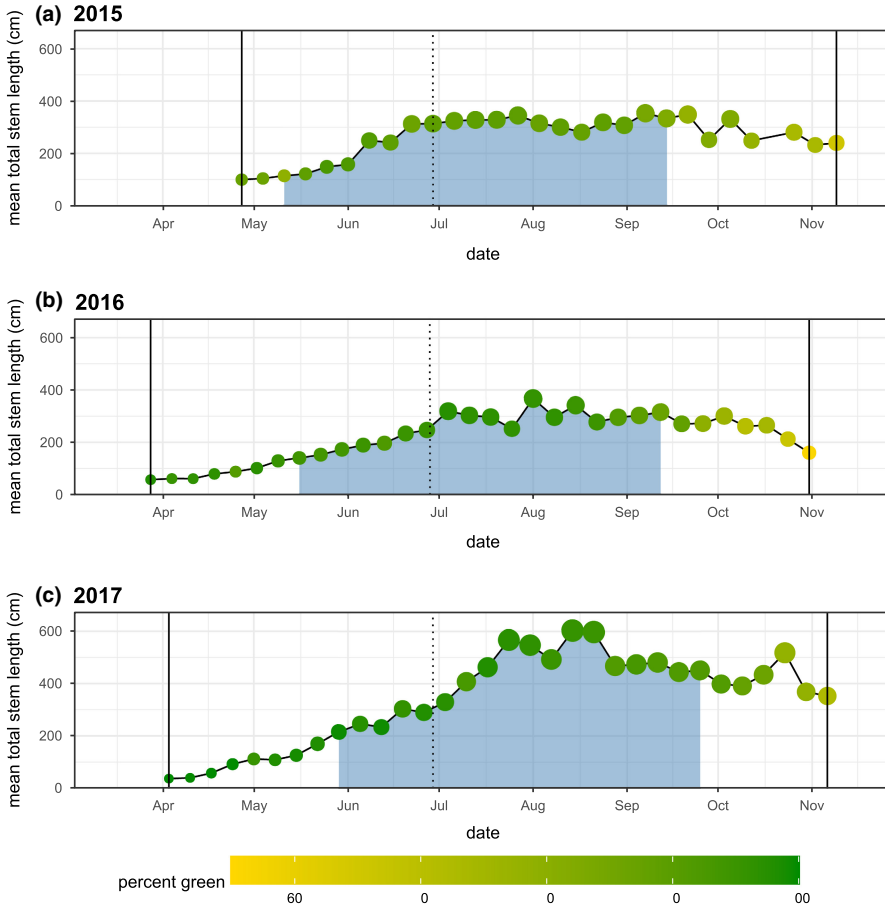 (a) 2015
mean total stem length (cm)
600
400
200
0
Apr May Jun Jul Aug Sep Oct Nov
date
(b) 2016
mean total stem length (cm)
600
400
200
0
Apr May Jun Jul Aug Sep Oct Nov
date
(c) 2017
mean total stem length (cm)
600
400
200
0
Apr May Jun Jul Aug Sep Oct Nov
date
percent green
60 0 0 0 00